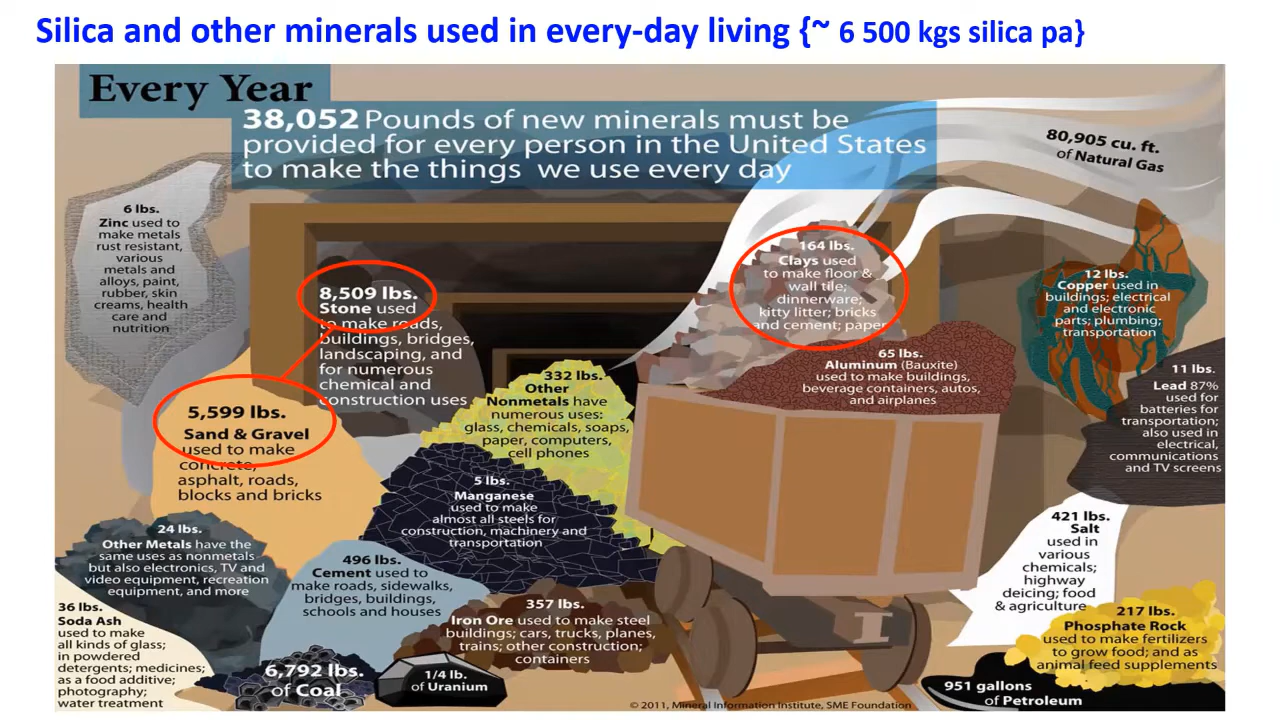 Silica and other minerals used in every-day living {~ 6 500 kgs silica pa}
Every Year
38,052 Pounds of new minerals must be
provided for every person in the United States
to make the things we use every day
80,905 cu. ft.
of Natural Gas
6 lbs.
Zinc used to
make metals
rust resistant,
various
metals and
alloys, paint,
rubber, skin
creams, health
care and
nutrition
8,509 lbs.
Stone used
to make roads,
buildings, bridges,
landscaping, and
for numerous
chemical and
construction uses
164 lbs.
Clays used
to make floor &
wall tile;
dinnerware;
kitty litter; bricks
and cement; paper
12 lbs.
Copper used in
buildings; electrical
and electronic
parts; plumbing;
transportation
65 lbs.
Aluminum (Bauxite)
used to make buildings,
beverage containers, autos,
and airplanes
11 lbs.
Lead 87%
used for
batteries for
transportation;
also used in
electrical,
communications
and TV screens
5,599 lbs.
Sand & Gravel
used to make
concrete,
asphalt, roads,
blocks and bricks
332 lbs.
Other
Nonmetals have
numerous uses:
glass, chemicals, soaps,
paper, computers,
cell phones
5 lbs.
Manganese
used to make
almost all steels for
construction, machinery and
transportation
24 lbs.
Other Metals have the
same uses as nonmetals
but also electronics, TV and
video equipment, recreation
equipment, and more
496 lbs.
Cement used to
make roads, sidewalks,
bridges, buildings,
schools and houses
421 lbs.
Salt
used in
various
chemicals;
highway
deicing; food
& agriculture
36 lbs.
Soda Ash
used to make
all kinds of glass;
in powdered
detergents; medicines;
as a food additive;
photography;
water treatment
357 lbs.
Iron Ore used to make steel
buildings; cars, trucks, planes,
trains; other construction;
containers
217 lbs.
Phosphate Rock
used to make fertilizers
to grow food; and as
animal feed supplements
6,792 lbs.
of Coal
1/4 lb.
of Uranium
951 gallons
of Petroleum
© 2011, Mineral Information Institute, SME Foundation